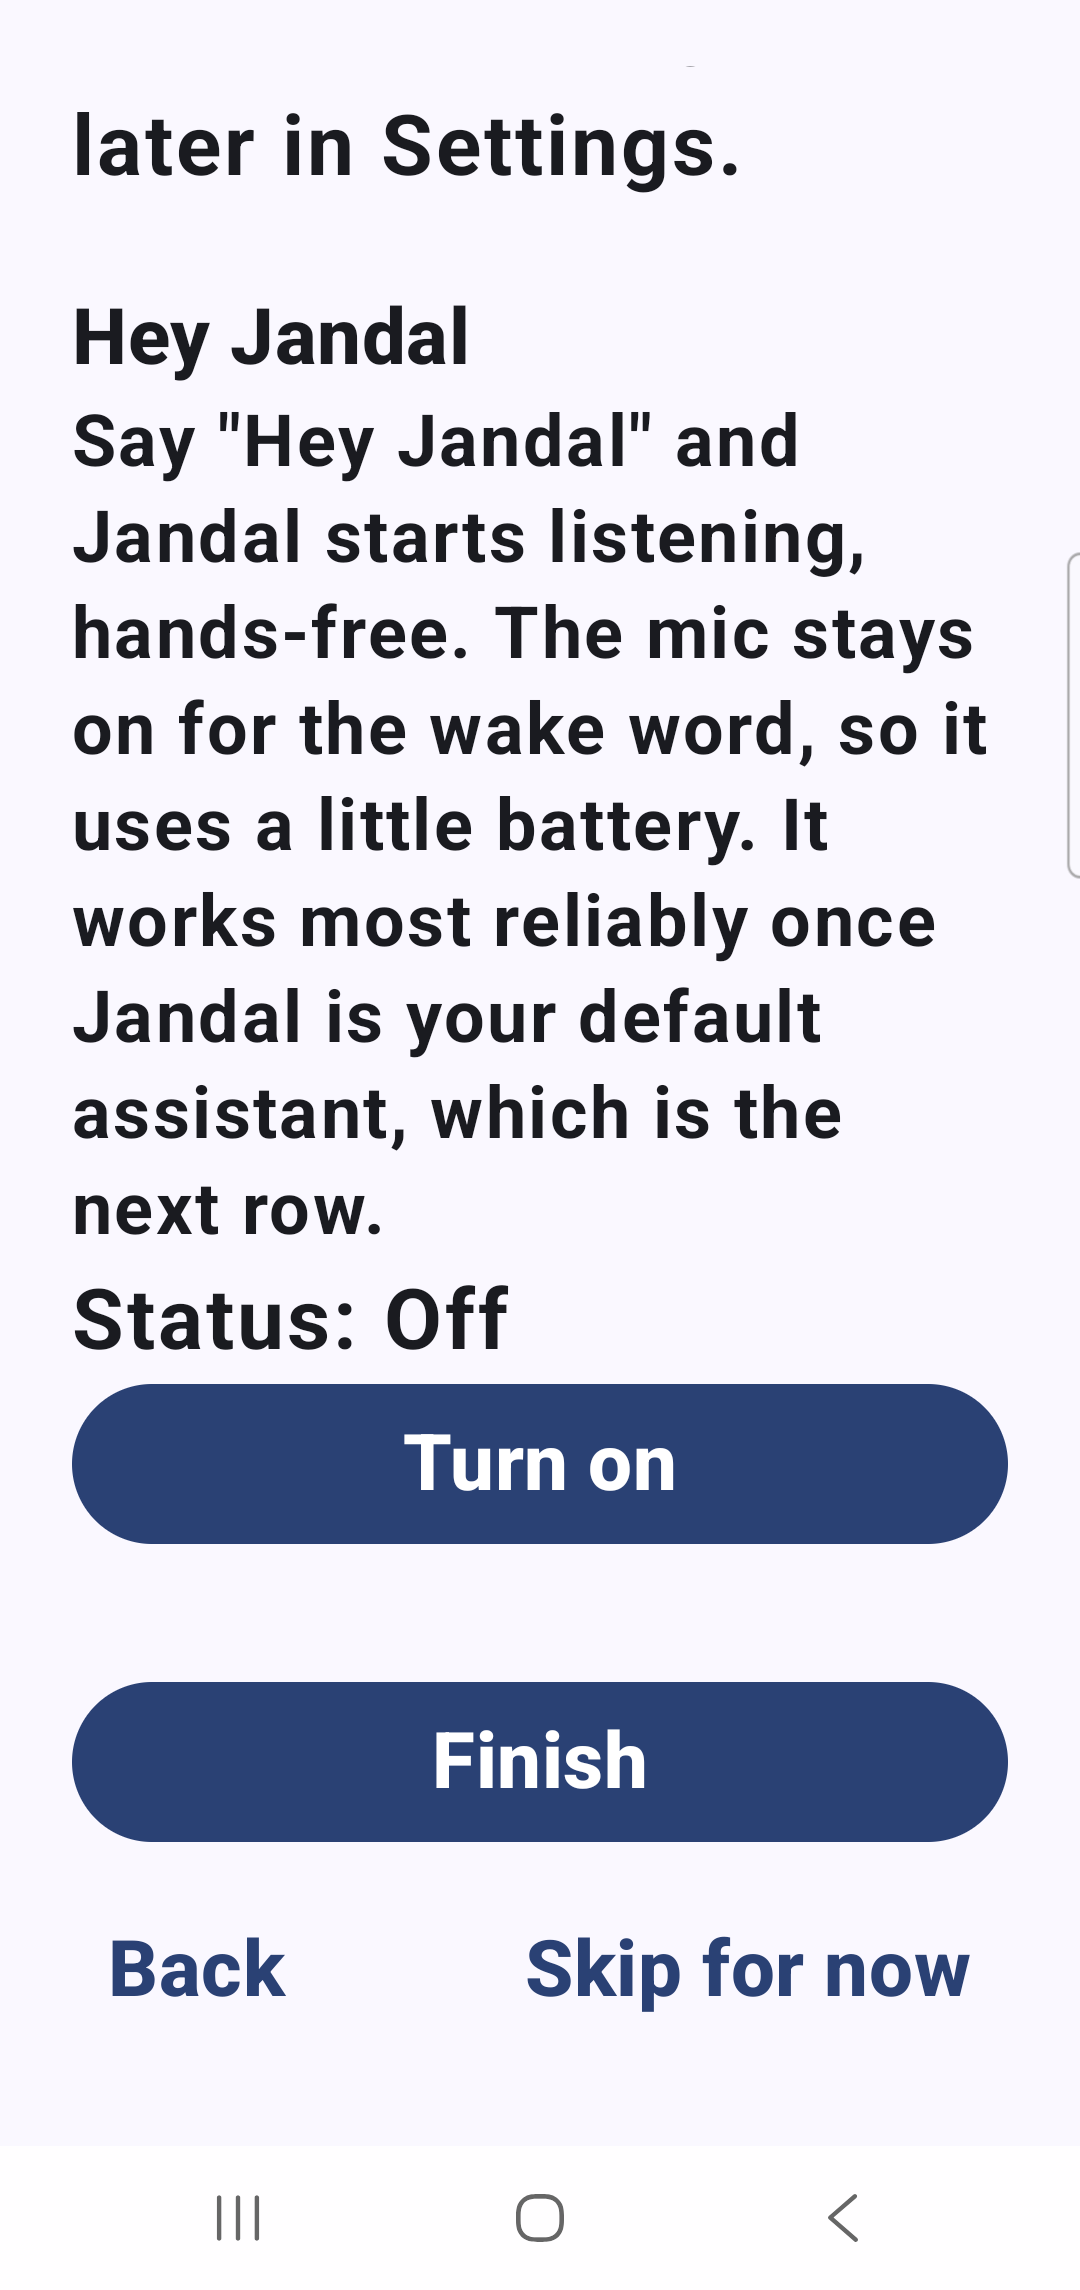 later in Settings.
Hey Jandal
Say "Hey Jandal" and
Jandal starts listening,
hands-free. The mic stays
on for the wake word, so it
uses a little battery. It
works most reliably once
Jandal is your default
assistant, which is the
next row.
Status: Off
Turn on
Finish
Back
Skip for now